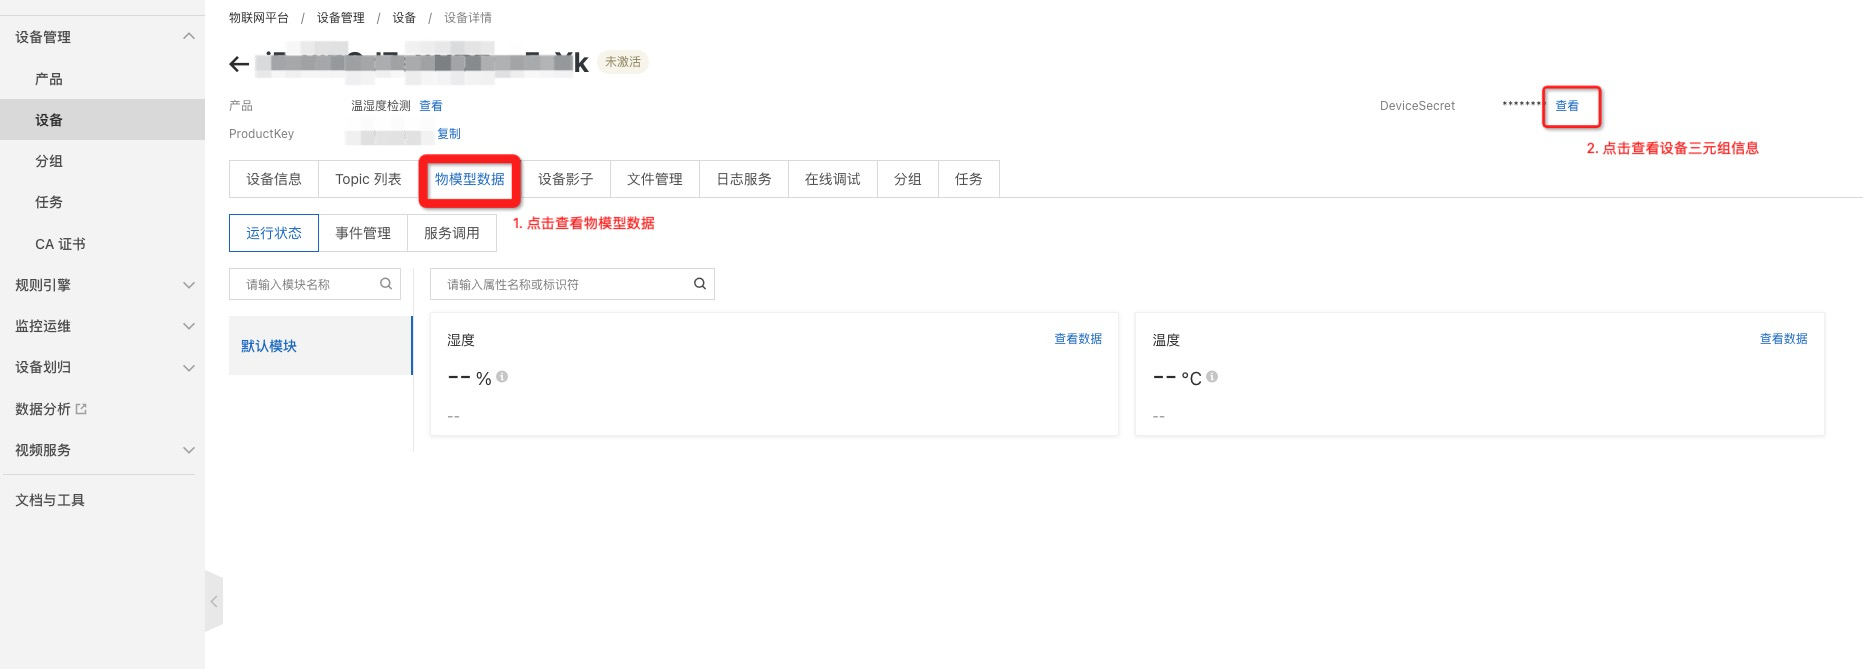 物联网平台 / 设备管理 / 设备 / 设备详情
设备管理
产品
设备
分组
任务
CA 证书
规则引擎
监控运维
设备划归
数据分析
视频服务
文档与工具
k 未激活
产品 温湿度检测 查看
DeviceSecret ******** 查看
ProductKey 复制
2. 点击查看设备三元组信息
设备信息 Topic 列表 物模型数据 设备影子 文件管理 日志服务 在线调试 分组 任务
1. 点击查看物模型数据
运行状态 事件管理 服务调用
请输入模块名称 请输入属性名称或标识符
默认模块
湿度 查看数据
-- %
--
温度 查看数据
-- °C
--